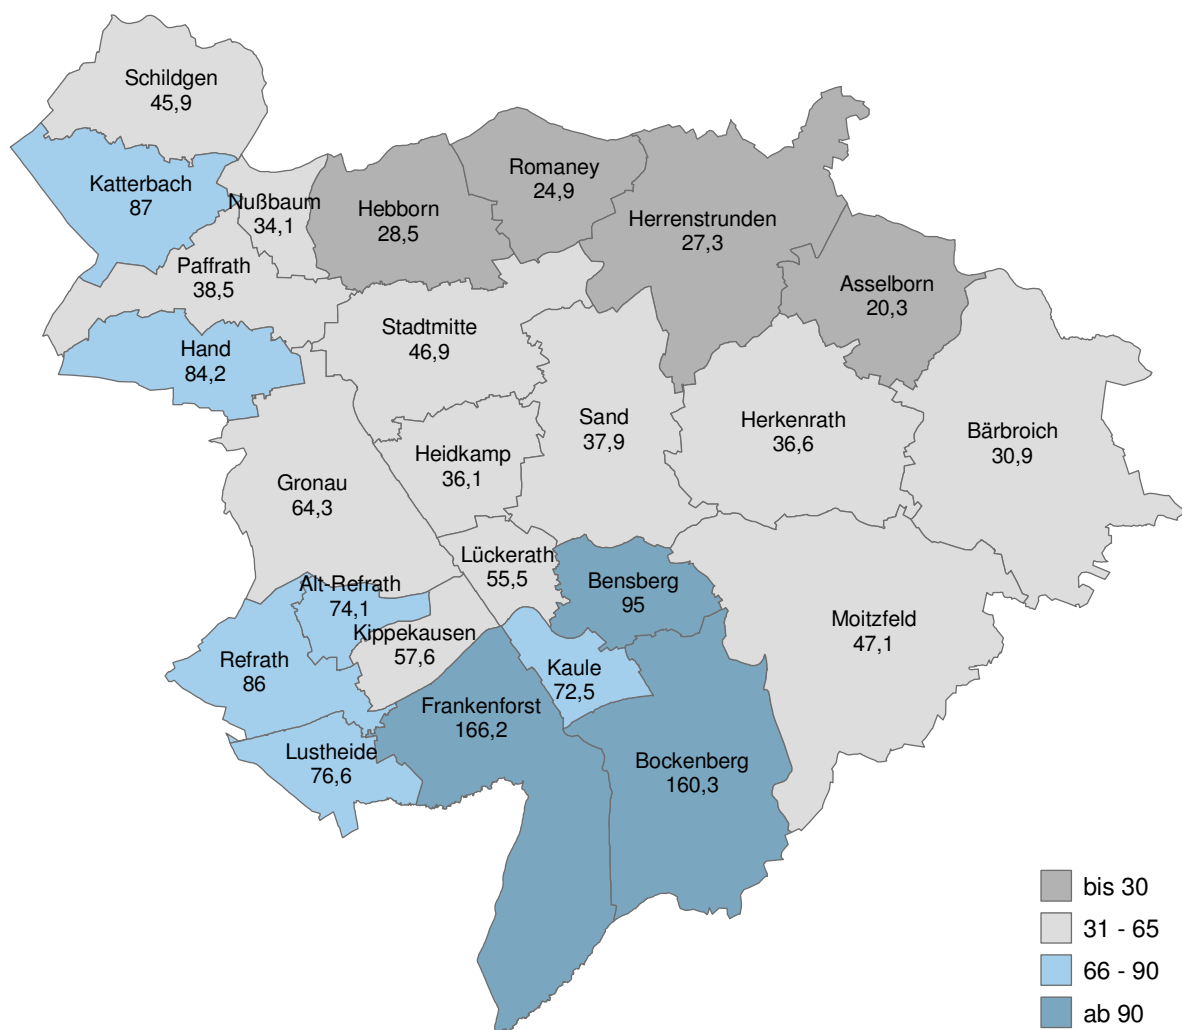 Schildgen
45,9
Katterbach
87
Nußbaum
34,1
Hebborn
28,5
Romaney
24,9
Herrenstrunden
27,3
Asselborn
20,3
Paffrath
38,5
Hand
84,2
Stadtmitte
46,9
Sand
37,9
Herkenrath
36,6
Bärbroich
30,9
Heidkamp
36,1
Gronau
64,3
Lückerath
55,5
Bensberg
95
Alt-Refrath
74,1
Kippekausen
57,6
Moitzfeld
47,1
Refrath
86
Kaule
72,5
Frankenforst
166,2
Lustheide
76,6
Bockenberg
160,3
bis 30
31 - 65
66 - 90
ab 90